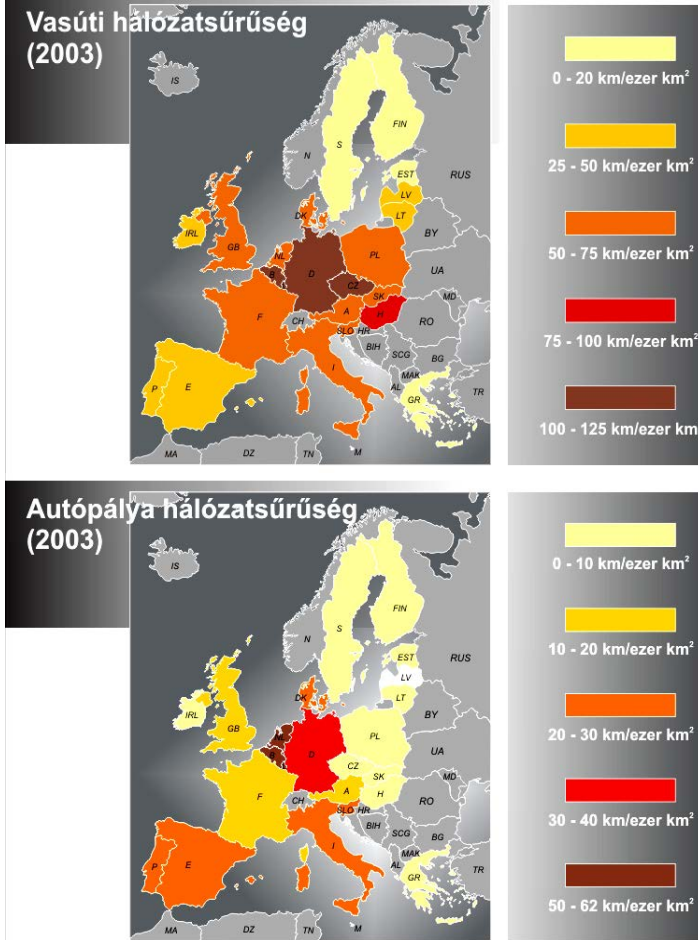 Vasúti hálózatsűrűség
(2003)
IS
N
S
FIN
RUS
EST
LV
LT
DK
BY
IRL
GB
NL
B
D
PL
UA
CZ
SK
MD
F
CH
A
H
RO
SLO
HR
BIH
SCG
BG
I
MAK
AL
TR
P
E
GR
MA
DZ
TN
M
0 - 20 km/ezer km²
25 - 50 km/ezer km²
50 - 75 km/ezer km²
75 - 100 km/ezer km²
100 - 125 km/ezer km
Autópálya hálózatsűrűség
(2003)
IS
N
S
FIN
RUS
EST
LV
LT
DK
BY
IRL
GB
NL
B
D
PL
UA
CZ
SK
MD
F
CH
A
H
RO
SLO
HR
BIH
SCG
BG
I
MAK
AL
TR
P
E
GR
MA
DZ
TN
M
0 - 10 km/ezer km²
10 - 20 km/ezer km²
20 - 30 km/ezer km²
30 - 40 km/ezer km²
50 - 62 km/ezer km²